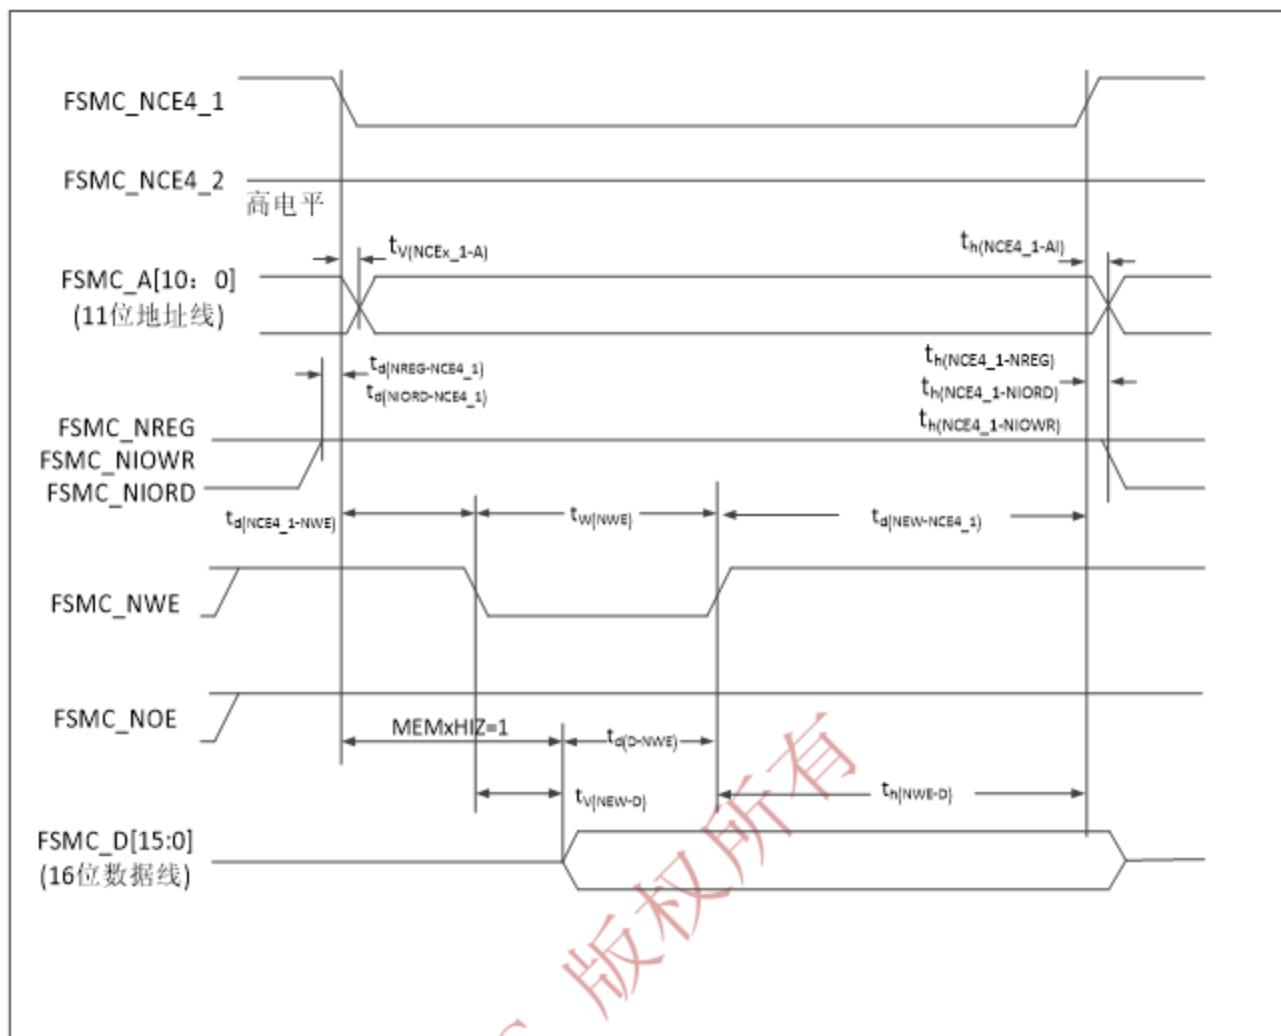 FSMC_NCE4_1
FSMC_NCE4_2
高电平
tV(NCEx_1-A)
th(NCE4_1-AI)
FSMC_A[10：0]
(11位地址线)
td(NREG-NCE4_1)
td(NIORD-NCE4_1)
th(NCE4_1-NREG)
th(NCE4_1-NIORD)
th(NCE4_1-NIOWR)
FSMC_NREG
FSMC_NIOWR
FSMC_NIORD
td(NCE4_1-NWE)
tW(NWE)
td(NEW-NCE4_1)
FSMC_NWE
FSMC_NOE
MEMxHIZ=1
td(D-NWE)
tV(NEW-D)
th(NWE-D)
FSMC_D[15:0]
(16位数据线)
版权所有